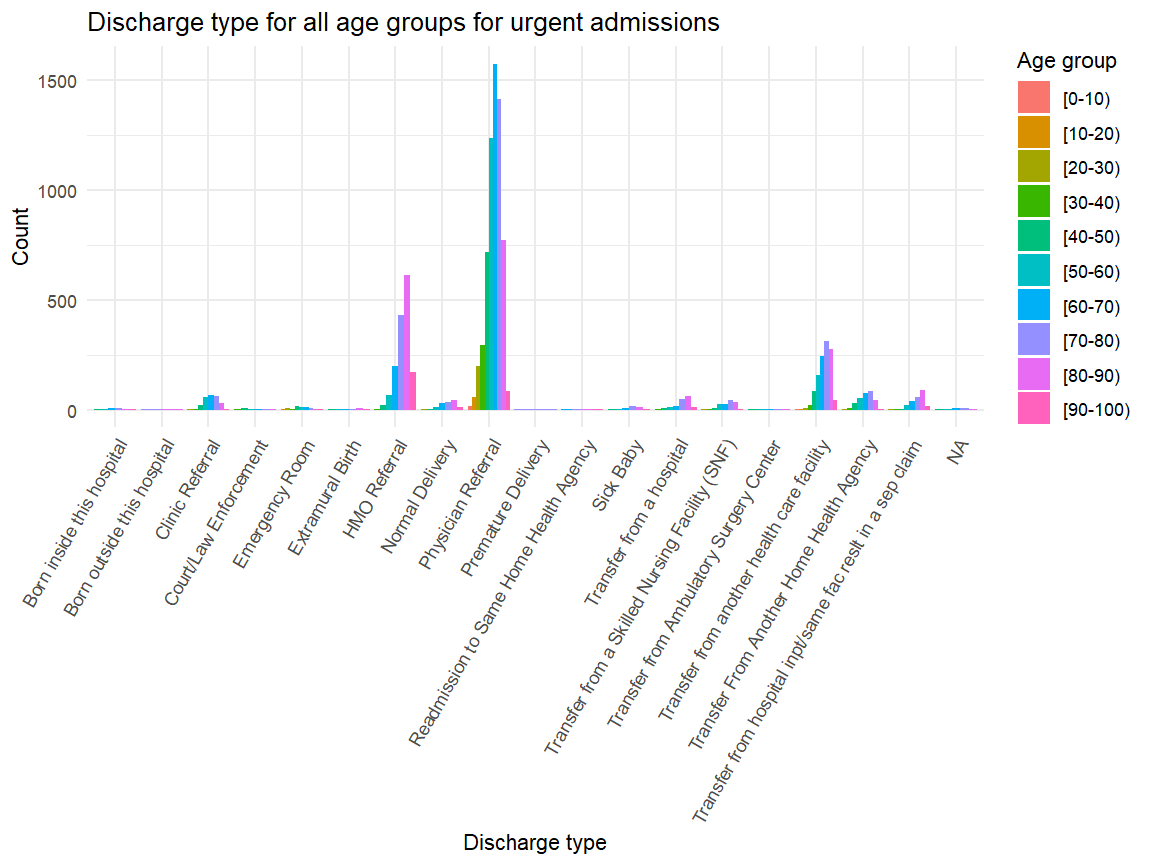 Discharge type for all age groups for urgent admissions
1500
1000
500
0
Count
Born inside this hospital
Born outside this hospital
Clinic Referral
Court/Law Enforcement
Emergency Room
Extramural Birth
HMO Referral
Normal Delivery
Physician Referral
Premature Delivery
Readmission to Same Home Health Agency
Sick Baby
Transfer from a hospital
Transfer from a Skilled Nursing Facility (SNF)
Transfer from Ambulatory Surgery Center
Transfer from another health care facility
Transfer From Another Home Health Agency
Transfer from hospital inpt/same fac reslt in a sep claim
NA
Discharge type
Age group
[0-10)
[10-20)
[20-30)
[30-40)
[40-50)
[50-60)
[60-70)
[70-80)
[80-90)
[90-100)